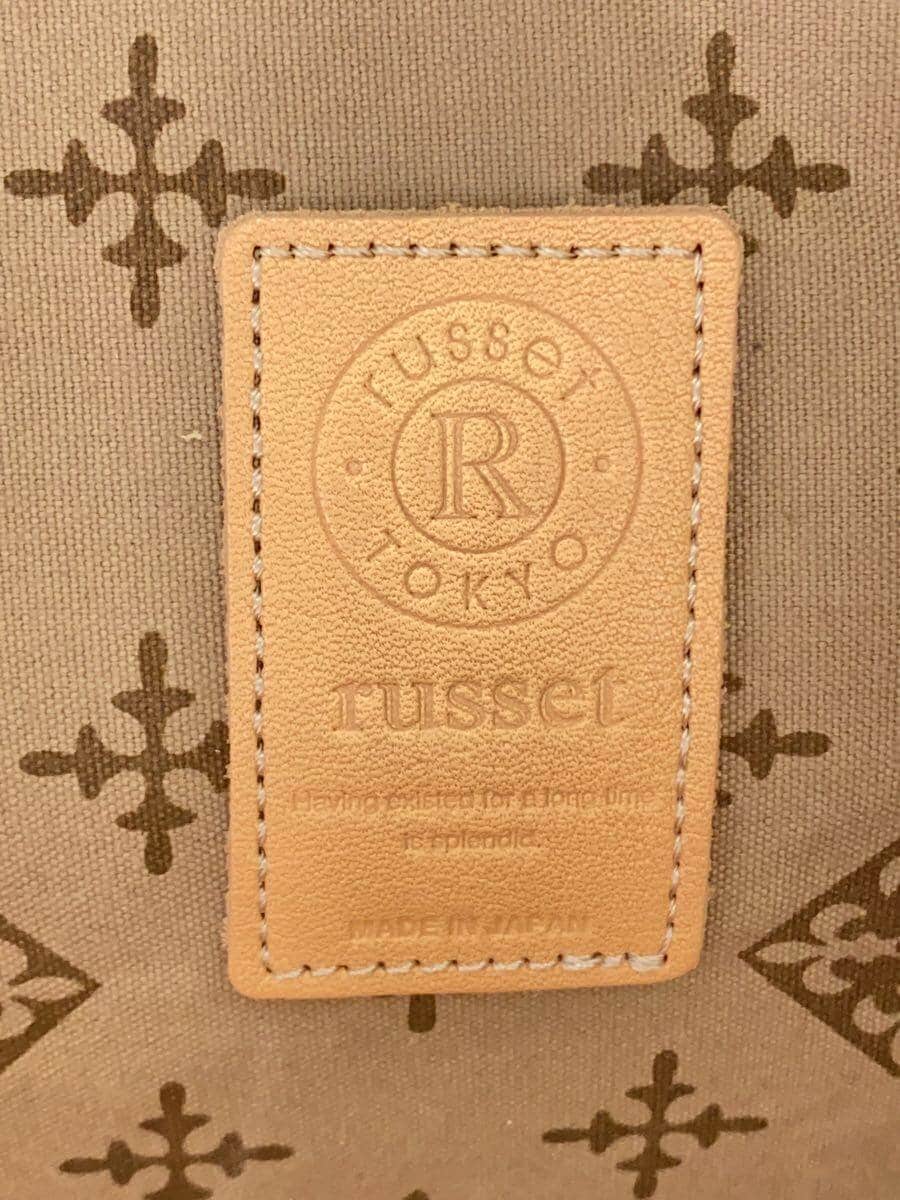 russet
R
TOKYO
russet
Having existed for a long time
is splendid.
MADE IN JAPAN